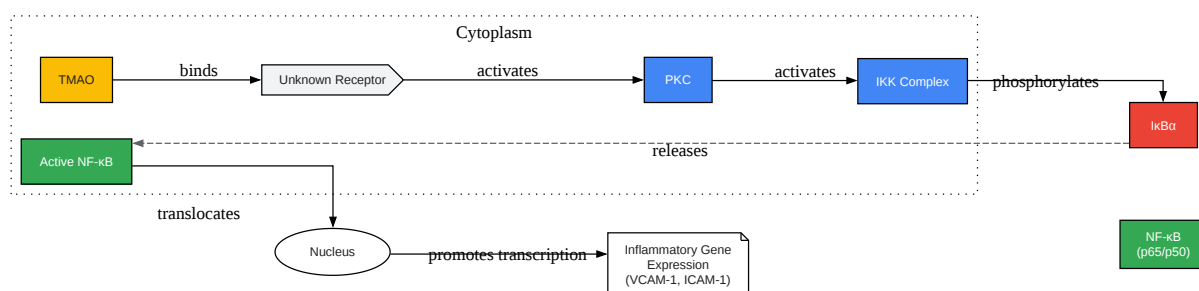 Cytoplasm
TMAO
binds
Unknown Receptor
activates
PKC
activates
IKK Complex
phosphorylates
IκBα
releases
Active NF-κB
translocates
Nucleus
promotes transcription
Inflammatory Gene
Expression
(VCAM-1, ICAM-1)
NF-κB
(p65/p50)